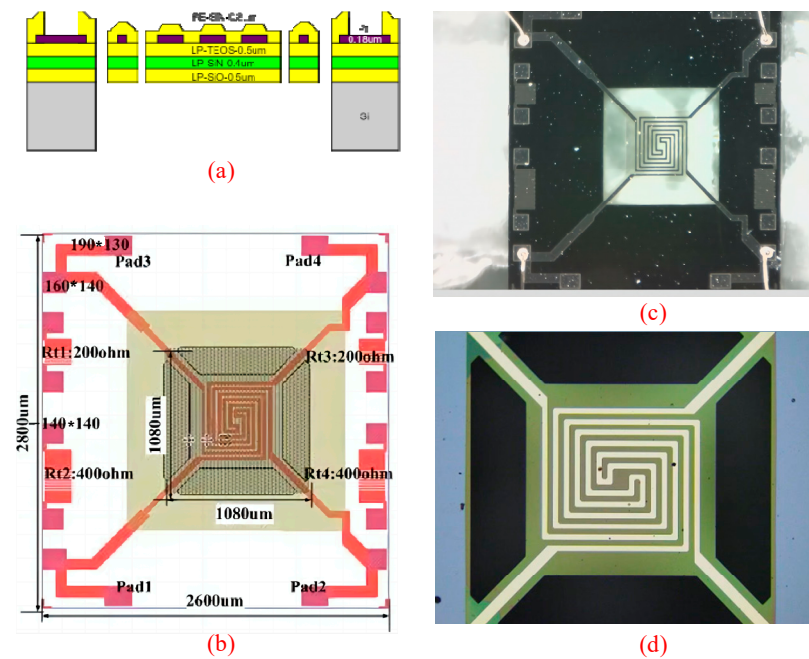 0.18um
LP-TEOS-0.5um
LP-SiN-0.4um
LP-SiO-0.5um
Si
(a)
190*130
Pad3
Pad4
160*140
Rt1:200ohm
Rt3:200ohm
2800um
140*140
1080um
Rt2:400ohm
Rt4:400ohm
1080um
Pad1
Pad2
2600um
(b)
(c)
(d)